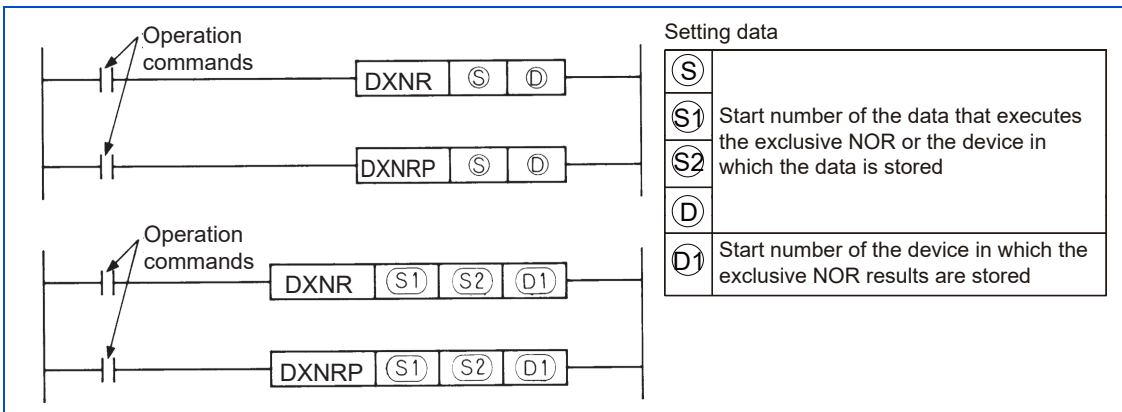 Operation
commands
DXNR Ⓢ Ⓓ
DXNRP Ⓢ Ⓓ
Operation
commands
DXNR S1 S2 D1
DXNRP S1 S2 D1
Setting data
Ⓢ
S1
S2
Ⓓ
Start number of the data that executes
the exclusive NOR or the device in
which the data is stored
D1
Start number of the device in which the
exclusive NOR results are stored